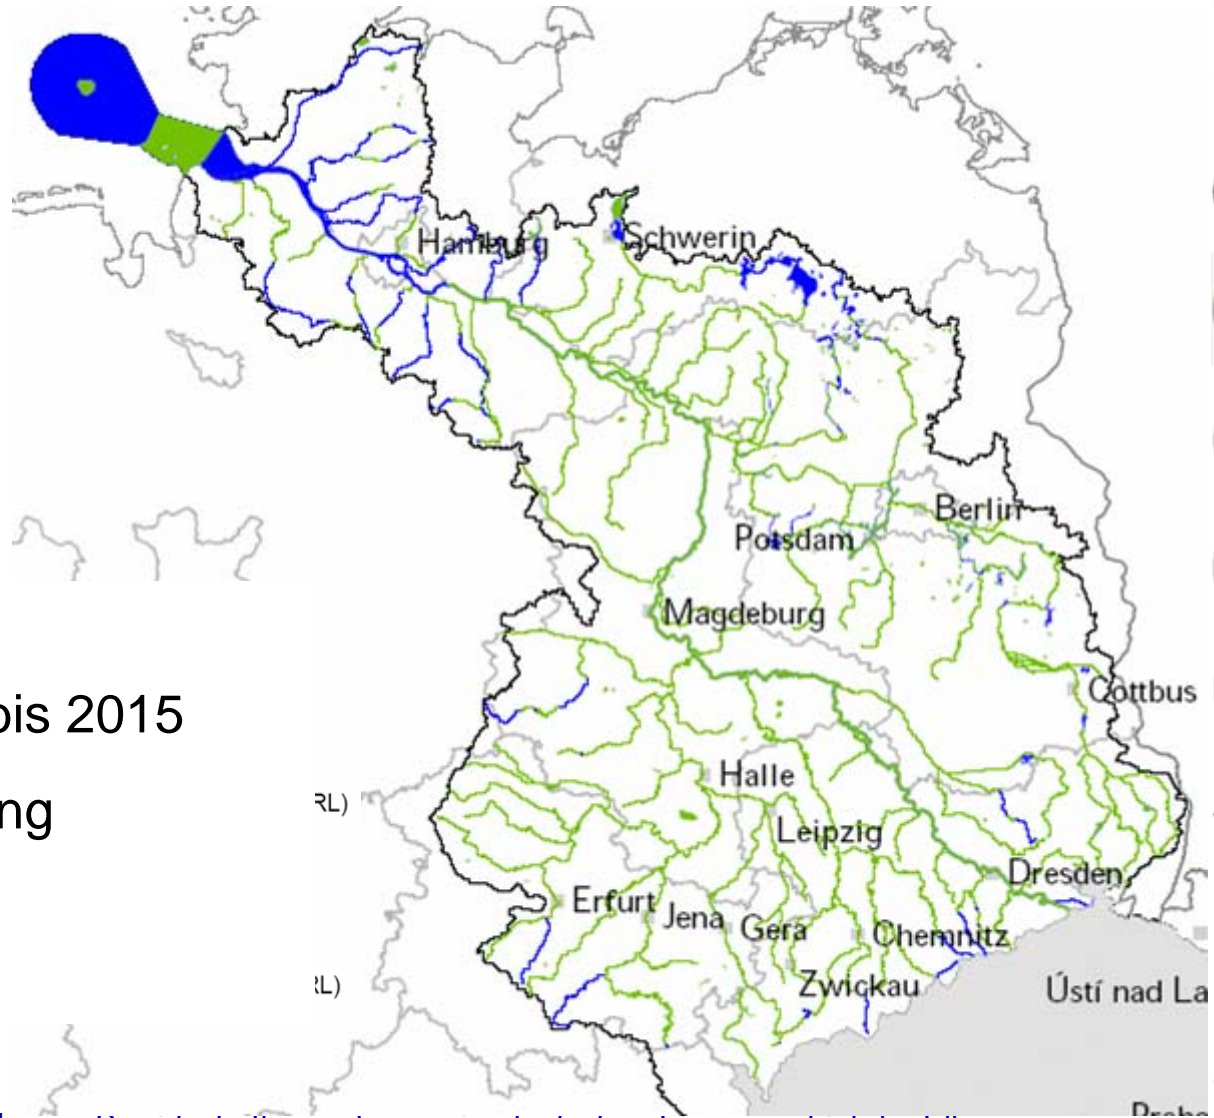 Hamburg
Schwerin
Berlin
Potsdam
Magdeburg
Cottbus
bis 2015
Halle
RL)
ng
Leipzig
Dresden
Erfurt
Jena
Gera
Chemnitz
RL)
Zwickau
Ústí nad La